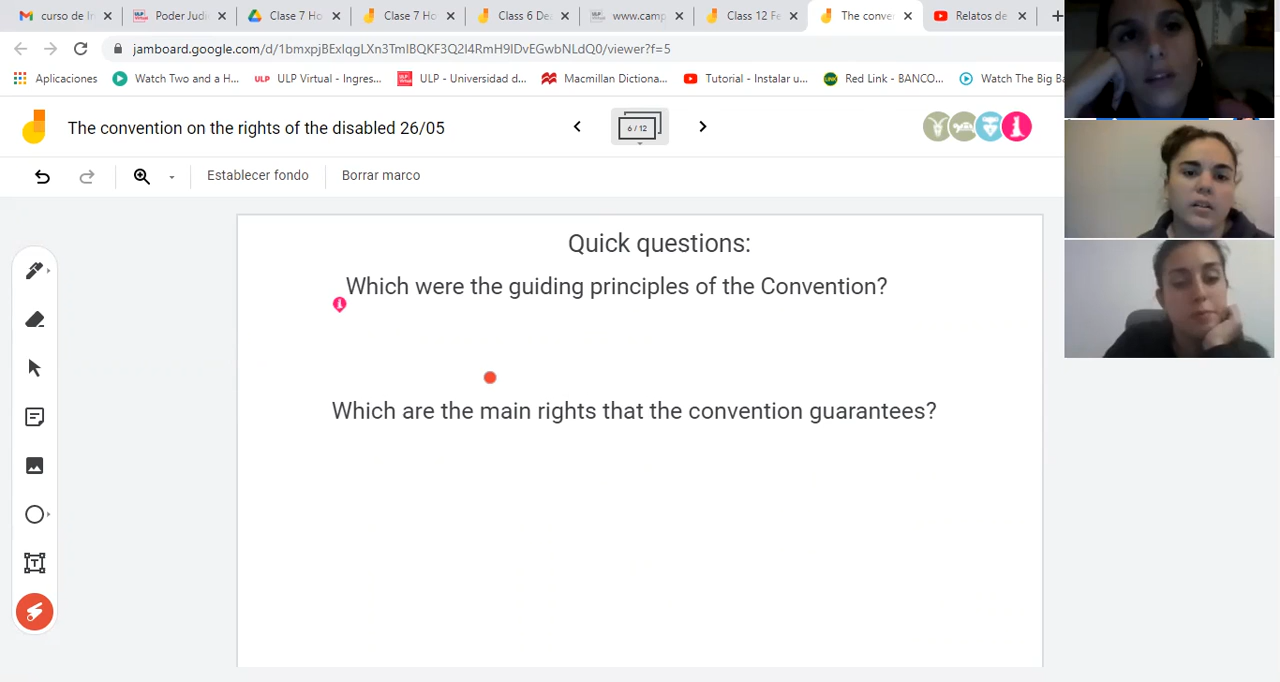 curso de In
Poder Judi
Clase 7 Ho
Clase 7 Ho
Class 6 De
www.camp
Class 12 Fe
The conve
Relatos de
jamboard.google.com/d/1bmxpjBExIqgLXn3TmlBQKF3Q2I4RmH9lDvEGwbNLdQ0/viewer?f=5
Aplicaciones
Watch Two and a H...
ULP
ULP Virtual - Ingres...
ULP - Universidad d...
Macmillan Dictiona...
Tutorial - Instalar u...
Red Link - BANCO...
Watch The Big Ba
The convention on the rights of the disabled 26/05
6 / 12
Establecer fondo
Borrar marco
Quick questions:
Which were the guiding principles of the Convention?
Which are the main rights that the convention guarantees?